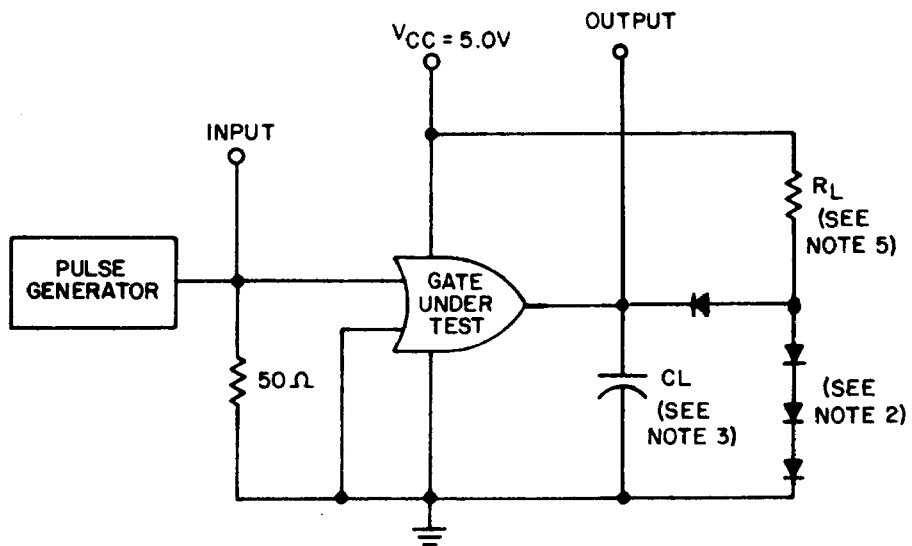 OUTPUT
VCC = 5.0V
INPUT
RL
(SEE
NOTE 5)
PULSE
GENERATOR
GATE
UNDER
TEST
50Ω
CL
(SEE
NOTE 3)
(SEE
NOTE 2)